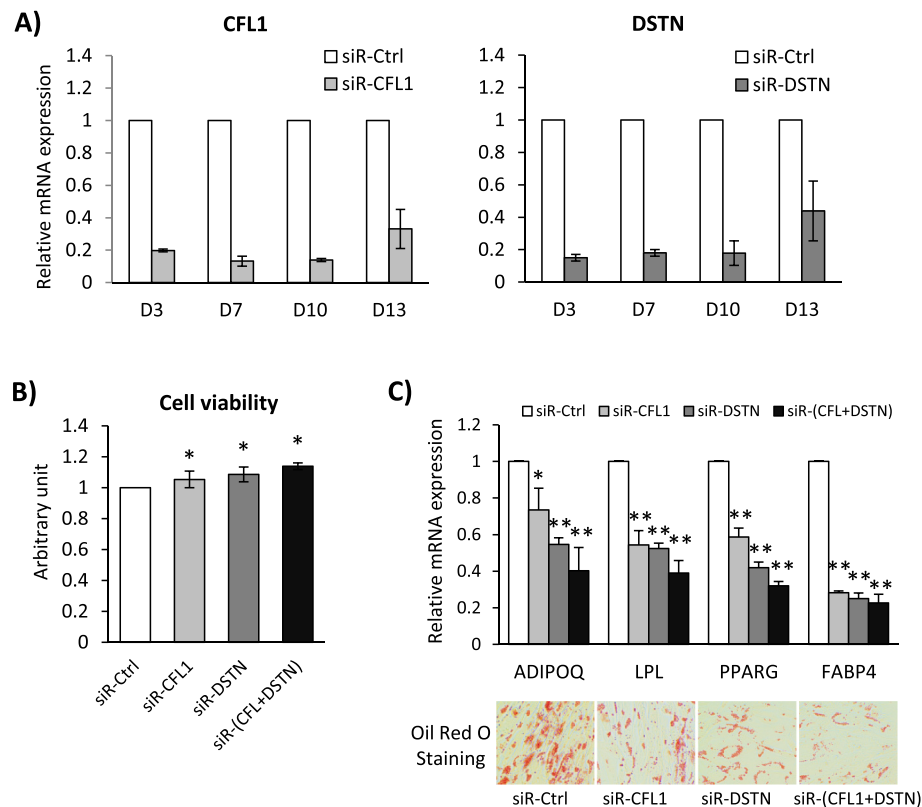 A)
CFL1
siR-Ctrl
siR-CFL1
Relative mRNA expression
1.4
1.2
1
0.8
0.6
0.4
0.2
0
D3 D7 D10 D13
DSTN
siR-Ctrl
siR-DSTN
1.4
1.2
1
0.8
0.6
0.4
0.2
0
D3 D7 D10 D13
B)
Cell viability
Arbitrary unit
1.4
1.2
1
0.8
0.6
0.4
0.2
0
* * *
siR-Ctrl
siR-CFL1
siR-DSTN
siR-(CFL+DSTN)
C)
siR-Ctrl siR-CFL1 siR-DSTN siR-(CFL+DSTN)
Relative mRNA expression
1.2
1
0.8
0.6
0.4
0.2
0
* ** **
** ** **
** ** **
** ** **
ADIPOQ LPL PPARG FABP4
Oil Red O
Staining
siR-Ctrl siR-CFL1 siR-DSTN siR-(CFL1+DSTN)